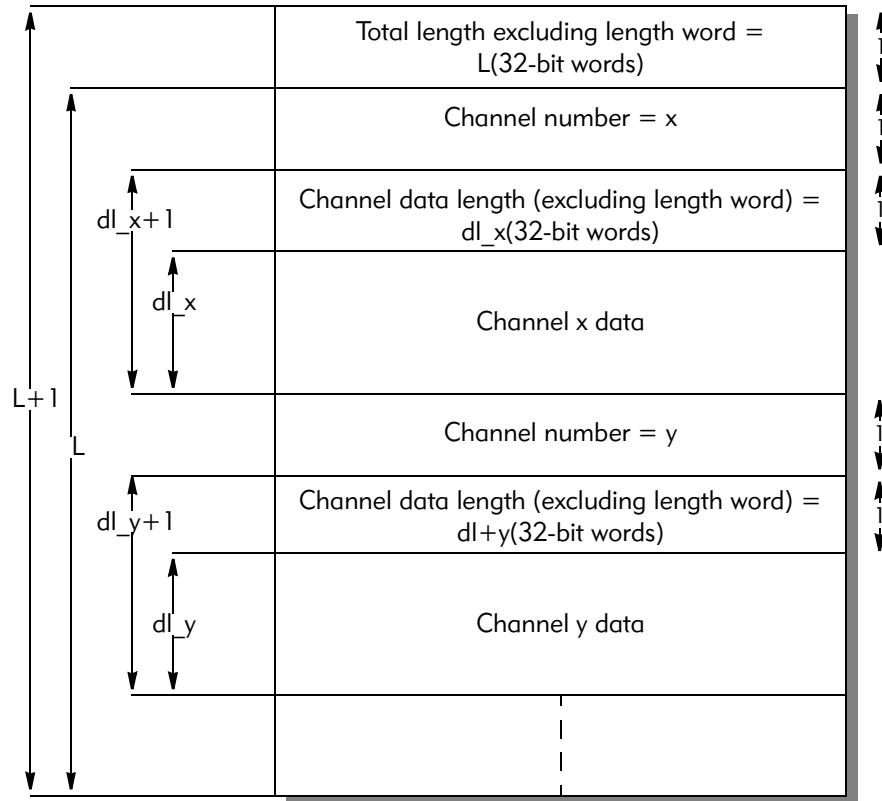 Total length excluding length word =
L(32-bit words)
1
Channel number = x
1
Channel data length (excluding length word) =
dl_x(32-bit words)
1
dl_x+1
dl_x
Channel x data
L+1
L
Channel number = y
1
Channel data length (excluding length word) =
dl+y(32-bit words)
1
dl_y+1
dl_y
Channel y data